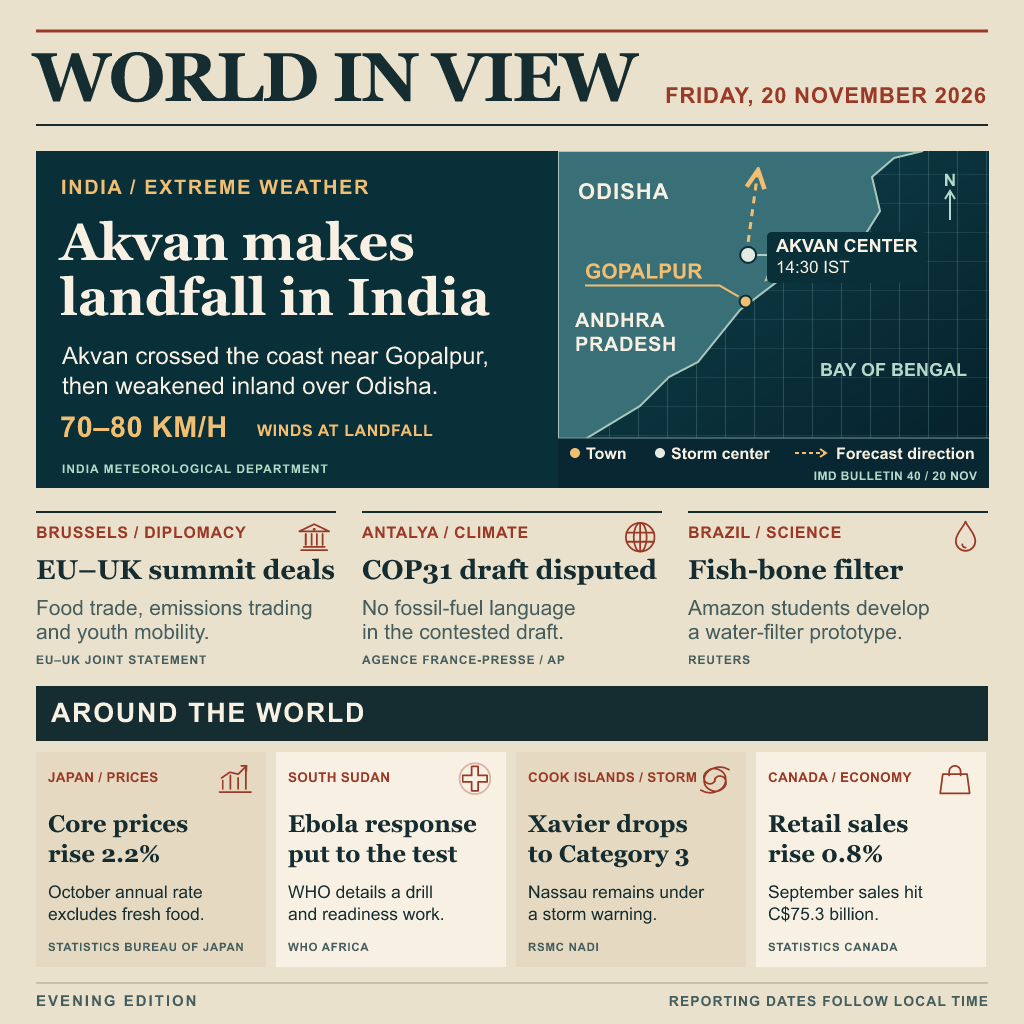 WORLD IN VIEW
FRIDAY, 20 NOVEMBER 2026
INDIA / EXTREME WEATHER
Akvan makes
landfall in India
Akvan crossed the coast near Gopalpur,
then weakened inland over Odisha.
70–80 KM/H WINDS AT LANDFALL
INDIA METEOROLOGICAL DEPARTMENT
ODISHA
N
AKVAN CENTER
14:30 IST
GOPALPUR
ANDHRA
PRADESH
BAY OF BENGAL
Town
Storm center
Forecast direction
IMD BULLETIN 40 / 20 NOV
BRUSSELS / DIPLOMACY
EU–UK summit deals
Food trade, emissions trading
and youth mobility.
EU–UK JOINT STATEMENT
ANTALYA / CLIMATE
COP31 draft disputed
No fossil-fuel language
in the contested draft.
AGENCE FRANCE-PRESSE / AP
BRAZIL / SCIENCE
Fish-bone filter
Amazon students develop
a water-filter prototype.
REUTERS
AROUND THE WORLD
JAPAN / PRICES
Core prices
rise 2.2%
October annual rate
excludes fresh food.
STATISTICS BUREAU OF JAPAN
SOUTH SUDAN
Ebola response
put to the test
WHO details a drill
and readiness work.
WHO AFRICA
COOK ISLANDS / STORM
Xavier drops
to Category 3
Nassau remains under
a storm warning.
RSMC NADI
CANADA / ECONOMY
Retail sales
rise 0.8%
September sales hit
C$75.3 billion.
STATISTICS CANADA
EVENING EDITION
REPORTING DATES FOLLOW LOCAL TIME